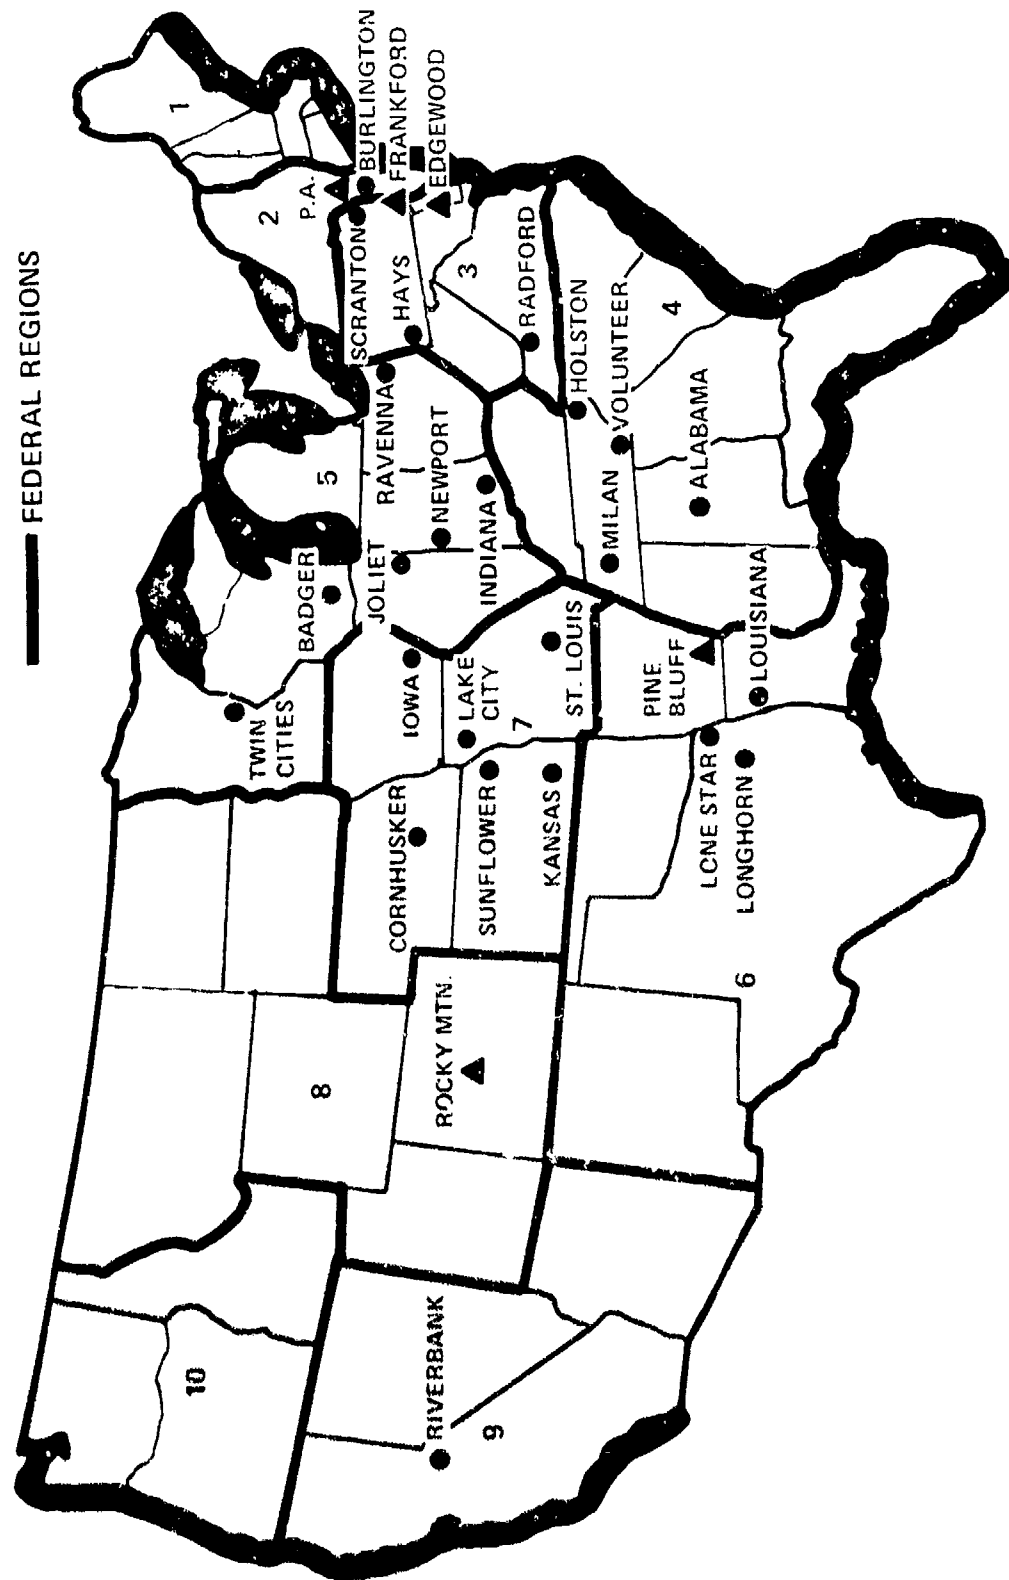 FEDERAL REGIONS
1
2
P.A.
BURLINGTON
FRANKFORD
EDGEWOOD
SCRANTON
HAYS
3
RADFORD
HOLSTON
VOLUNTEER
4
ALABAMA
MILAN
5
RAVENNA
NEWPORT
INDIANA
JOLIET
BADGER
TWIN
CITIES
IOWA
LAKE
CITY
7
ST. LOUIS
PINE
BLUFF
LOUISIANA
CORNHUSKER
SUNFLOWER
KANSAS
LONE STAR
LONGHORN
6
ROCKY MTN.
8
10
RIVERBANK
9